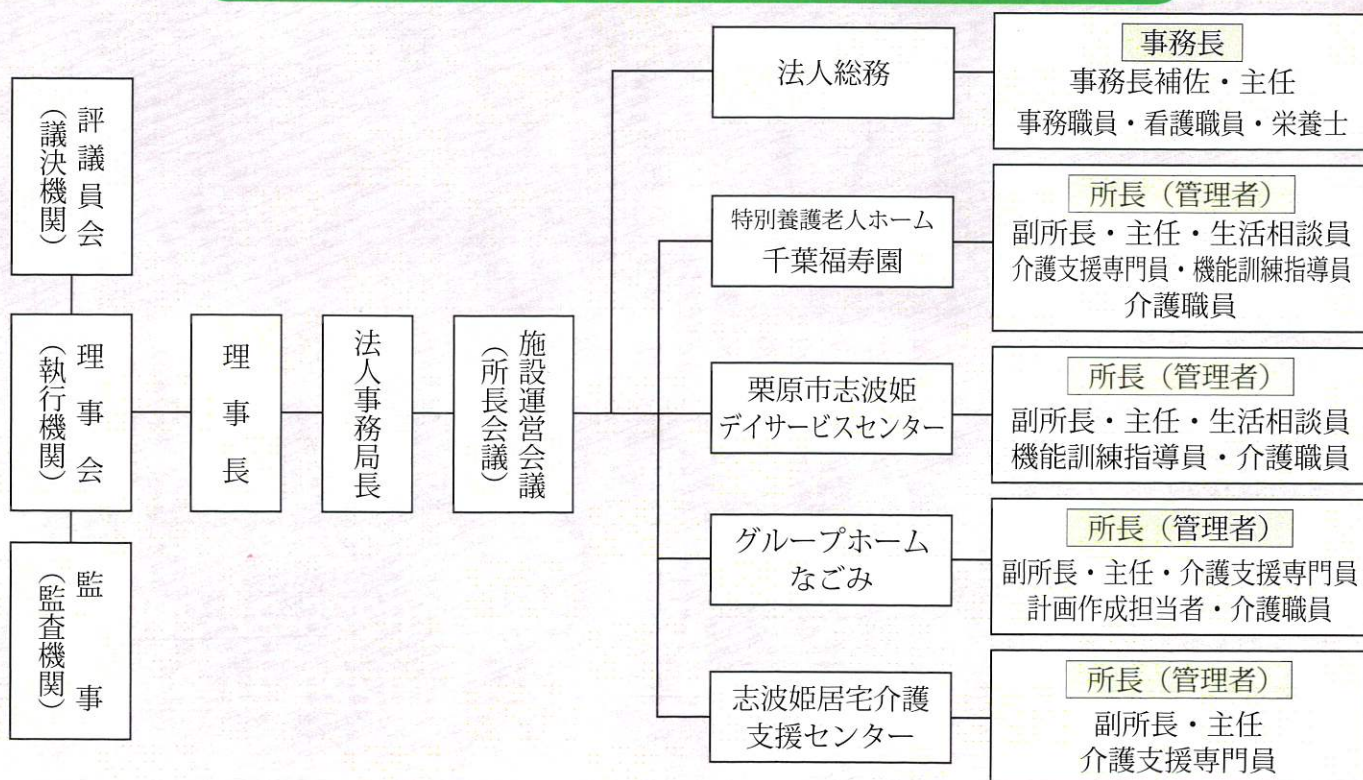 評議員会
（議決機関）
理事会
（執行機関）
監事
（監査機関）
理事長
法人事務局長
施設運営会議
（所長会議）
法人総務
事務長
事務長補佐・主任
事務職員・看護職員・栄養士
特別養護老人ホーム
千葉福寿園
所長（管理者）
副所長・主任・生活相談員
介護支援専門員・機能訓練指導員
介護職員
栗原市志波姫
デイサービスセンター
所長（管理者）
副所長・主任・生活相談員
機能訓練指導員・介護職員
グループホーム
なごみ
所長（管理者）
副所長・主任・介護支援専門員
計画作成担当者・介護職員
志波姫居宅介護
支援センター
所長（管理者）
副所長・主任
介護支援専門員